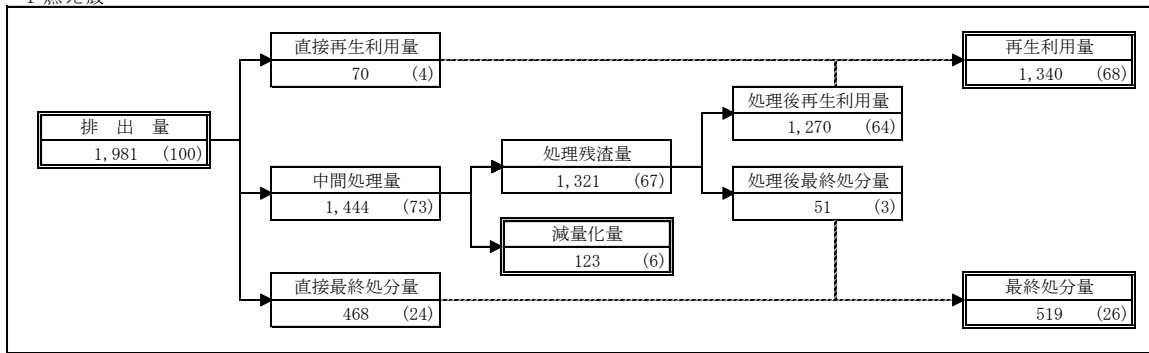 直接再生利用量
70 (4)
再生利用量
1,340 (68)
処理後再生利用量
1,270 (64)
排 出 量
1,981 (100)
処理残渣量
1,321 (67)
中間処理量
1,444 (73)
処理後最終処分量
51 (3)
減量化量
123 (6)
直接最終処分量
468 (24)
最終処分量
519 (26)